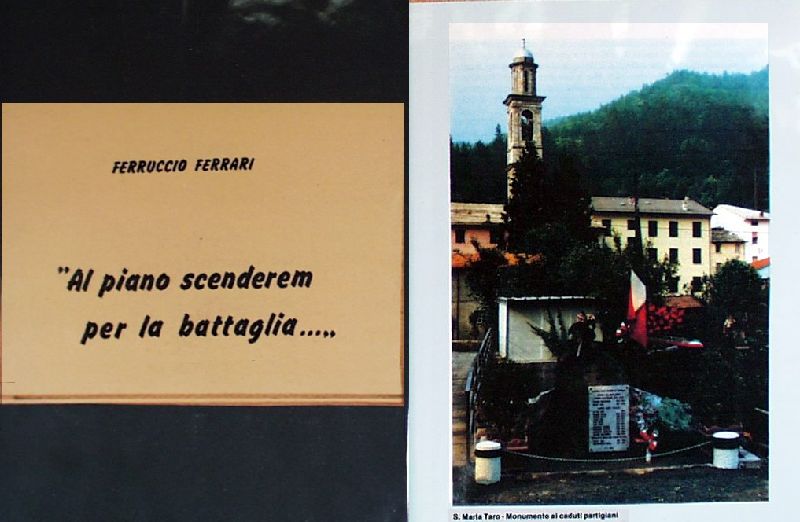 FERRUCCIO FERRARI
"Al piano scenderem
per la battaglia.....
S. Maria Taro - Monumento ai caduti partigiani